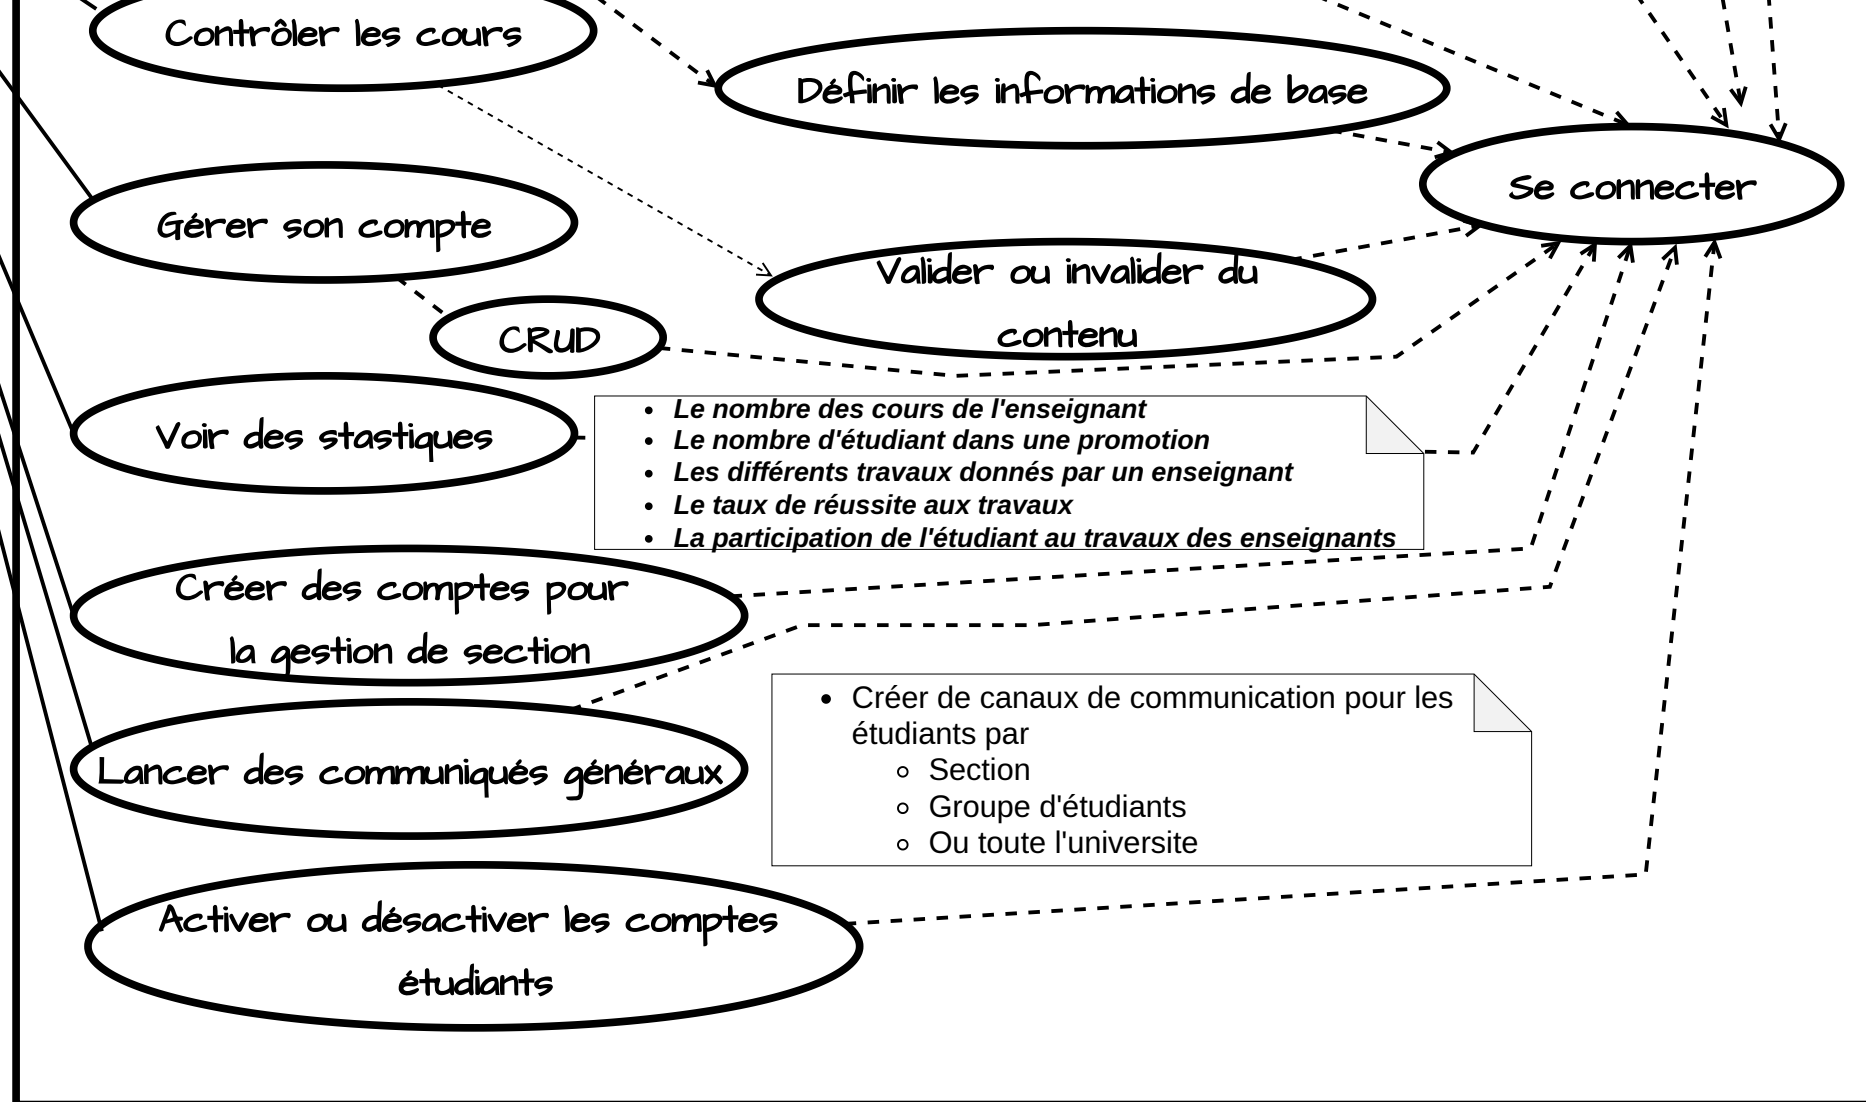 Contrôler les cours
Définir les informations de base
Se connecter
Gérer son compte
Valider ou invalider du
contenu
CRUD
Voir des stastiques
• Le nombre des cours de l'enseignant
• Le nombre d'étudiant dans une promotion
• Les différents travaux donnés par un enseignant
• Le taux de réussite aux travaux
• La participation de l'étudiant au travaux des enseignants
Créer des comptes pour
la gestion de section
• Créer de canaux de communication pour les
étudiants par
◦ Section
◦ Groupe d'étudiants
◦ Ou toute l'universite
Lancer des communiqués généraux
Activer ou désactiver les comptes
étudiants